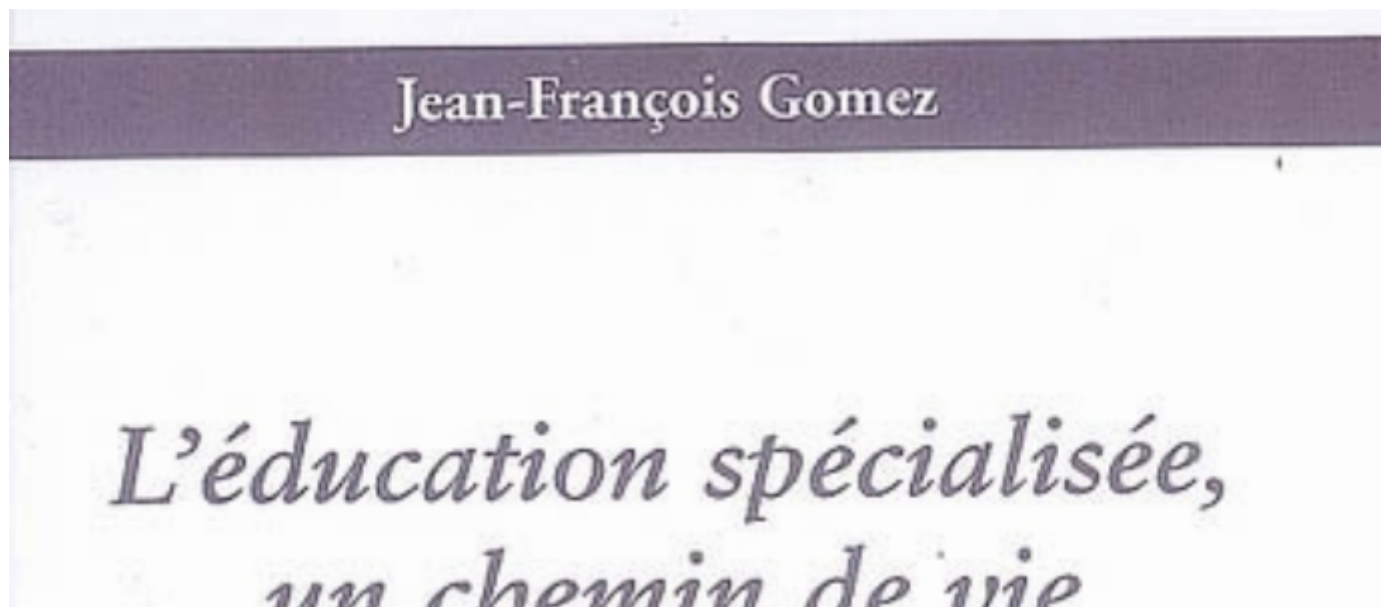 Jean-François Gomez
L’éducation spécialisée,
un chemin de vie